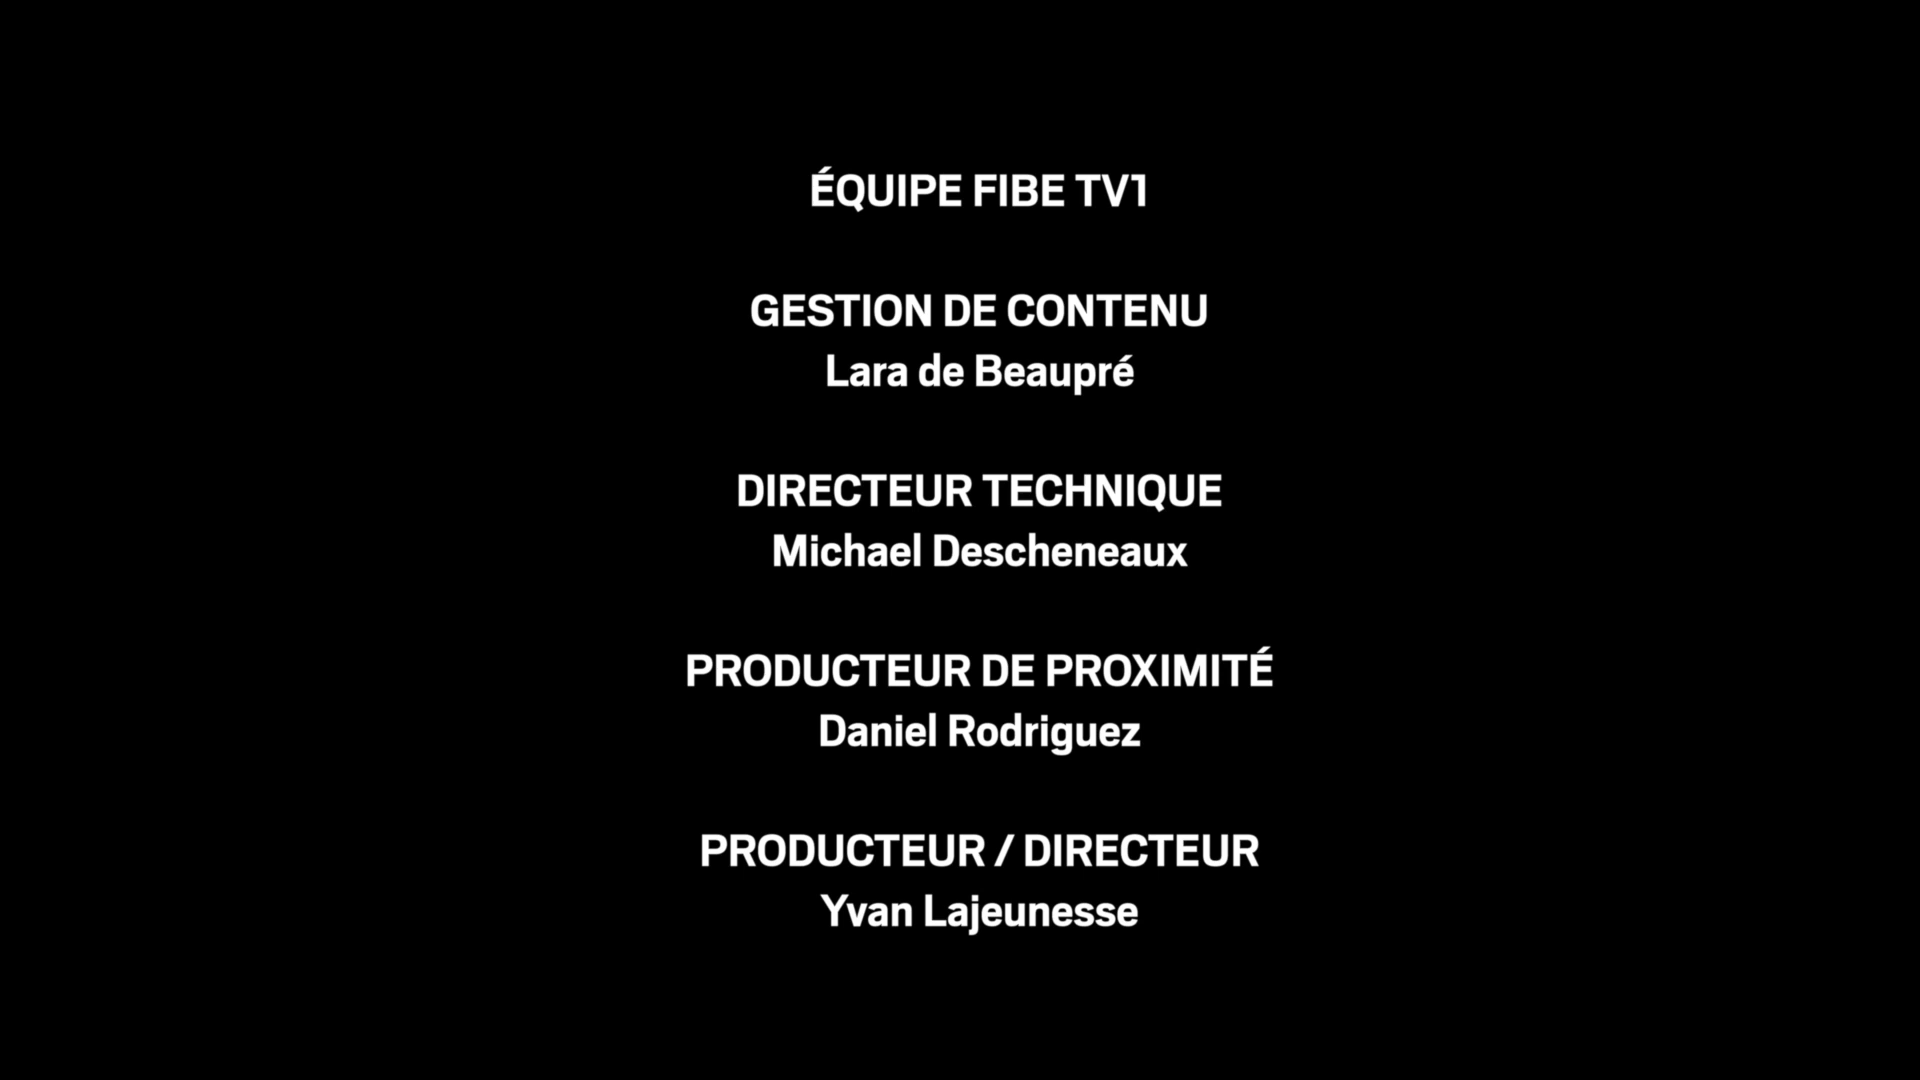 ÉQUIPE FIBE TV1
GESTION DE CONTENU
Lara de Beaupré
DIRECTEUR TECHNIQUE
Michael Descheneaux
PRODUCTEUR DE PROXIMITÉ
Daniel Rodriguez
PRODUCTEUR / DIRECTEUR
Yvan Lajeunesse